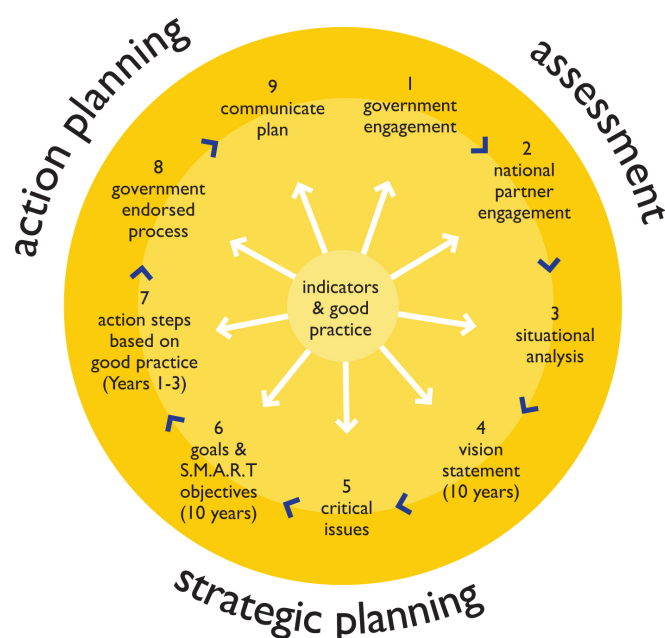 action planning
assessment
strategic planning
1
government
engagement
2
national
partner
engagement
3
situational
analysis
4
vision
statement
(10 years)
5
critical
issues
6
goals &
S.M.A.R.T
objectives
(10 years)
7
action steps
based on
good practice
(Years 1-3)
8
government
endorsed
process
9
communicate
plan
indicators
& good
practice